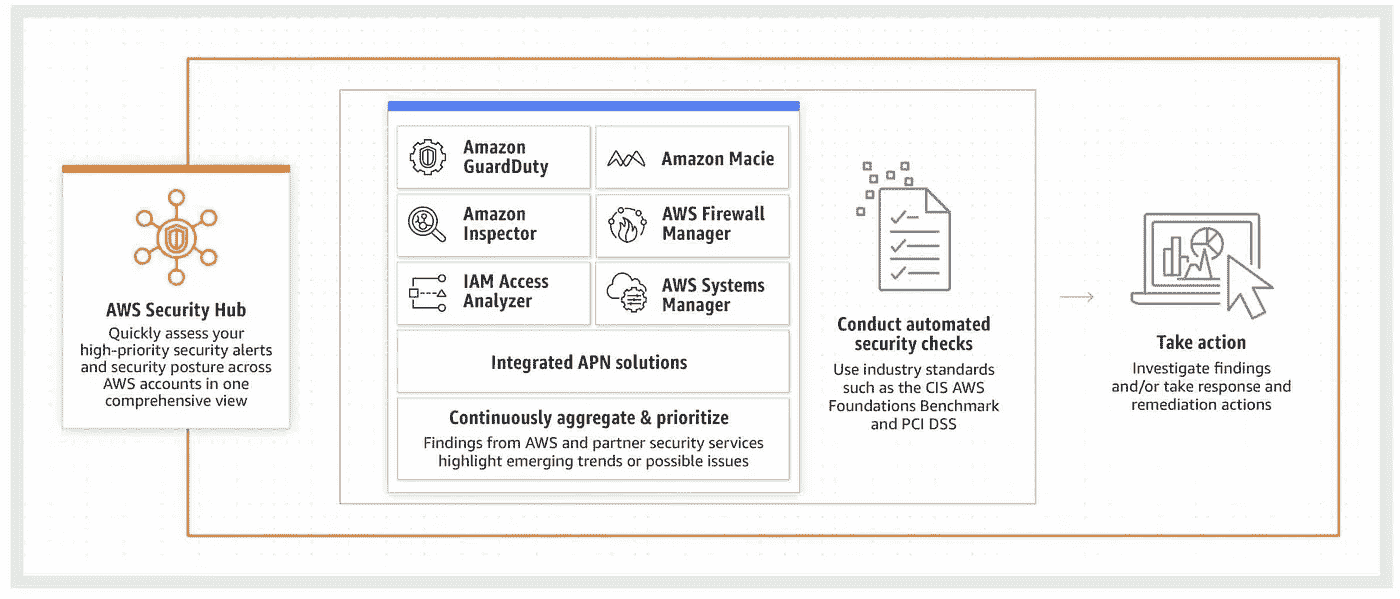 AWS Security Hub
Quickly assess your
high-priority security alerts
and security posture across
AWS accounts in one
comprehensive view
Amazon
GuardDuty
Amazon Macie
Amazon
Inspector
AWS Firewall
Manager
IAM Access
Analyzer
AWS Systems
Manager
Integrated APN solutions
Continuously aggregate & prioritize
Findings from AWS and partner security services
highlight emerging trends or possible issues
Conduct automated
security checks
Use industry standards
such as the CIS AWS
Foundations Benchmark
and PCI DSS
Take action
Investigate findings
and/or take response and
remediation actions